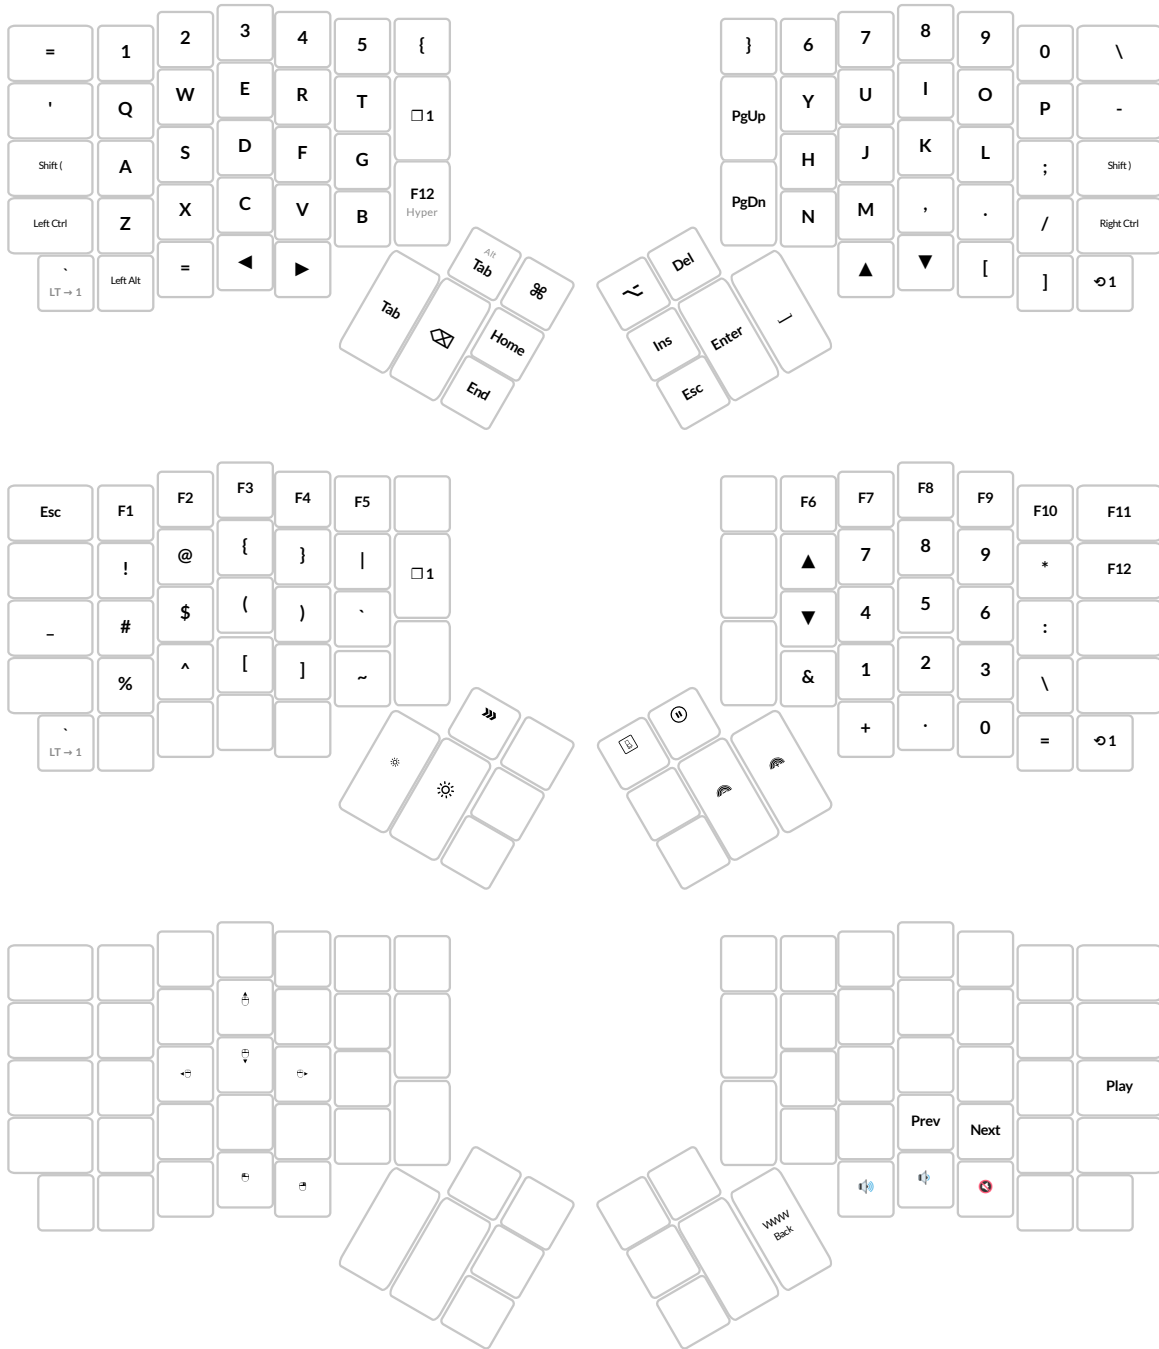 = 1 2 3 4 5 {
} 6 7 8 9 0 \
' Q W E R T ❐ 1
PgUp Y U I O P -
Shift ( A S D F G
H J K L ; Shift )
Left Ctrl Z X C V B F12
Hyper
PgDn N M , . / Right Ctrl
`
LT → 1
Left Alt = ◀ ▶
▲ ▼ [ ] ⟲ 1
Alt
Tab
⌘
Tab ⌫ Home
End
⌥ Del
Ins Enter ⎵
Esc
Esc F1 F2 F3 F4 F5
F6 F7 F8 F9 F10 F11
! @ { } | ❐ 1
▲ 7 8 9 * F12
_ # $ ( ) `
▼ 4 5 6 :
% ^ [ ] ~
& 1 2 3 \
`
LT → 1
+ . 0 = ⟲ 1
Play
Prev Next
WWW
Back